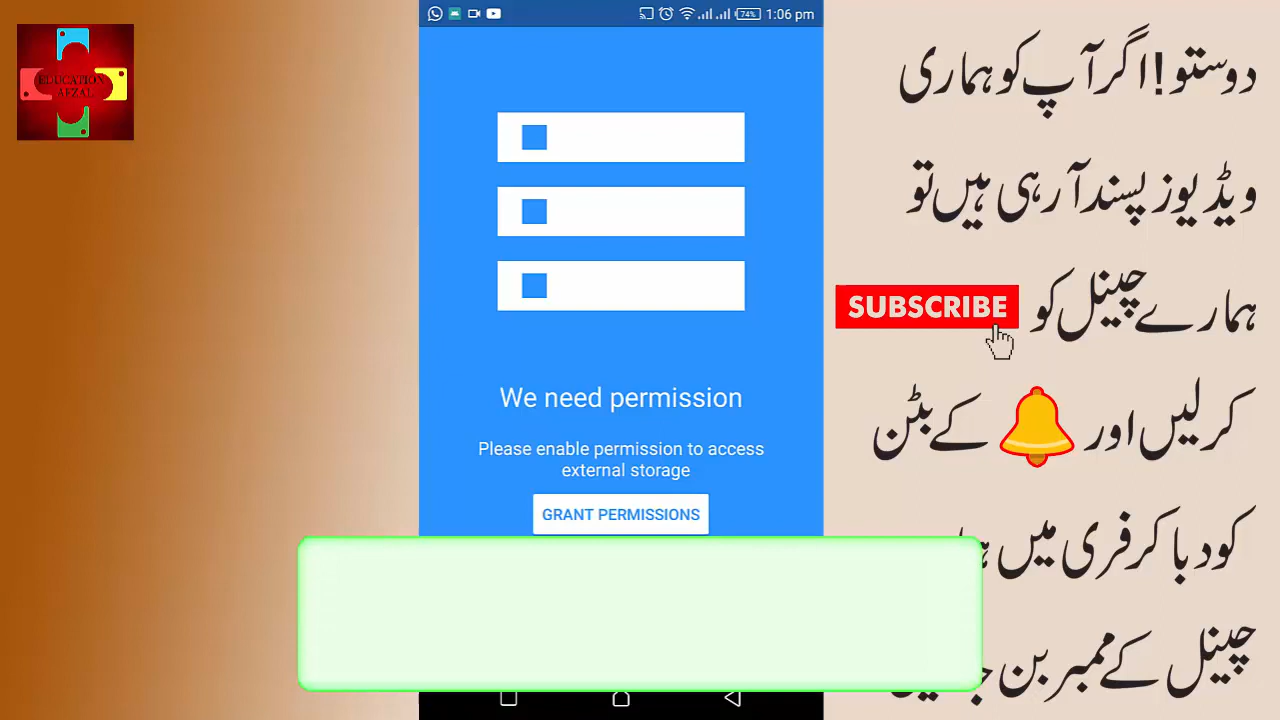 EDUCATION
AFZAL
74% 1:06 pm
We need permission
Please enable permission to access
external storage
GRANT PERMISSIONS
دوستو! اگر آپ کو ہماری
ویڈیوز پسند آرہی ہیں تو
ہمارے چینل کو SUBSCRIBE
کرلیں اور کے بٹن
کو دبا کر فری میں
چینل کے ممبر بن